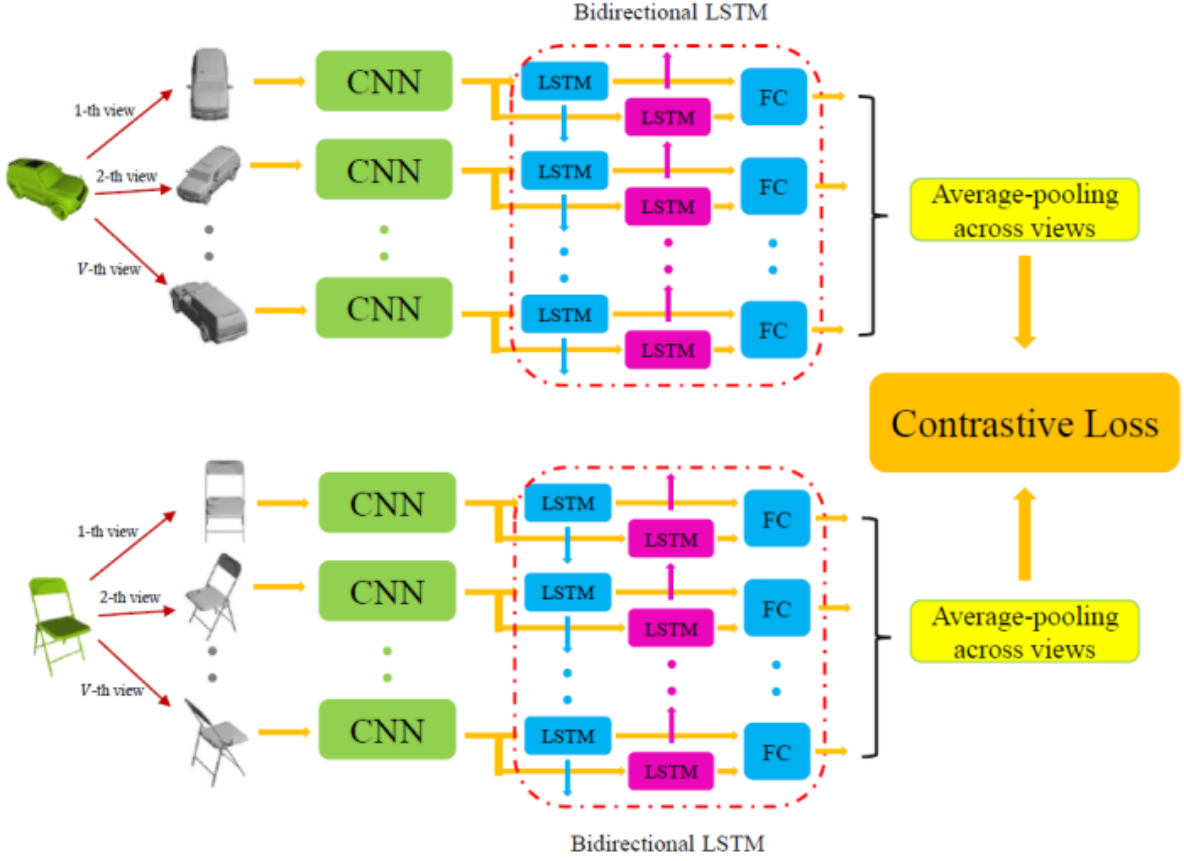 Bidirectional LSTM
1-th view
CNN
LSTM
LSTM
FC
2-th view
CNN
LSTM
LSTM
FC
Average-pooling
across views
V-th view
CNN
LSTM
LSTM
FC
Contrastive Loss
1-th view
CNN
LSTM
LSTM
FC
2-th view
CNN
LSTM
LSTM
FC
Average-pooling
across views
V-th view
CNN
LSTM
LSTM
FC
Bidirectional LSTM